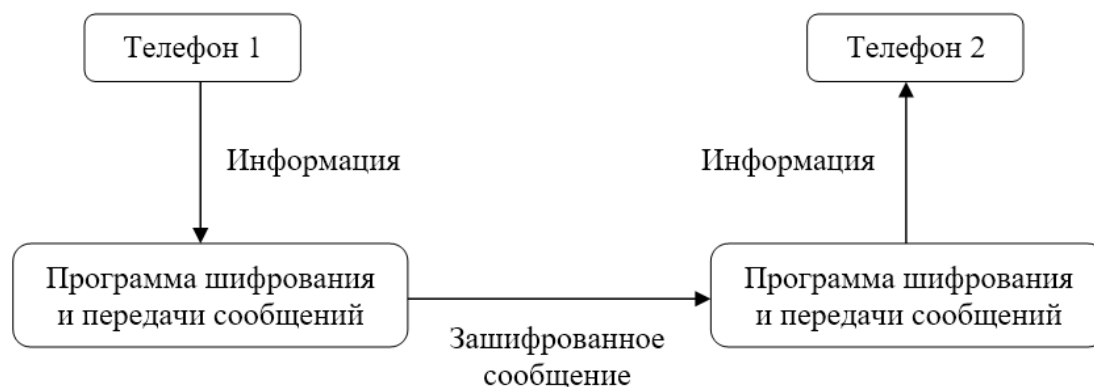 Телефон 1
Телефон 2
Информация
Информация
Программа шифрования
и передачи сообщений
Программа шифрования
и передачи сообщений
Зашифрованное
сообщение